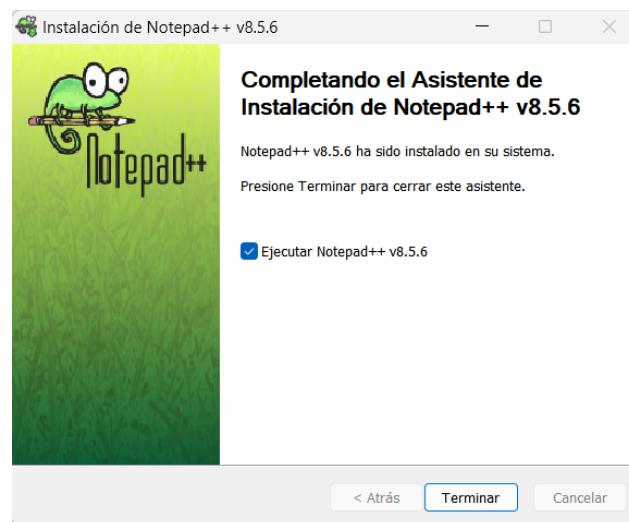 Instalación de Notepad++ v8.5.6
Notepad++
Completando el Asistente de
Instalación de Notepad++ v8.5.6
Notepad++ v8.5.6 ha sido instalado en su sistema.
Presione Terminar para cerrar este asistente.
Ejecutar Notepad++ v8.5.6
< Atrás
Terminar
Cancelar